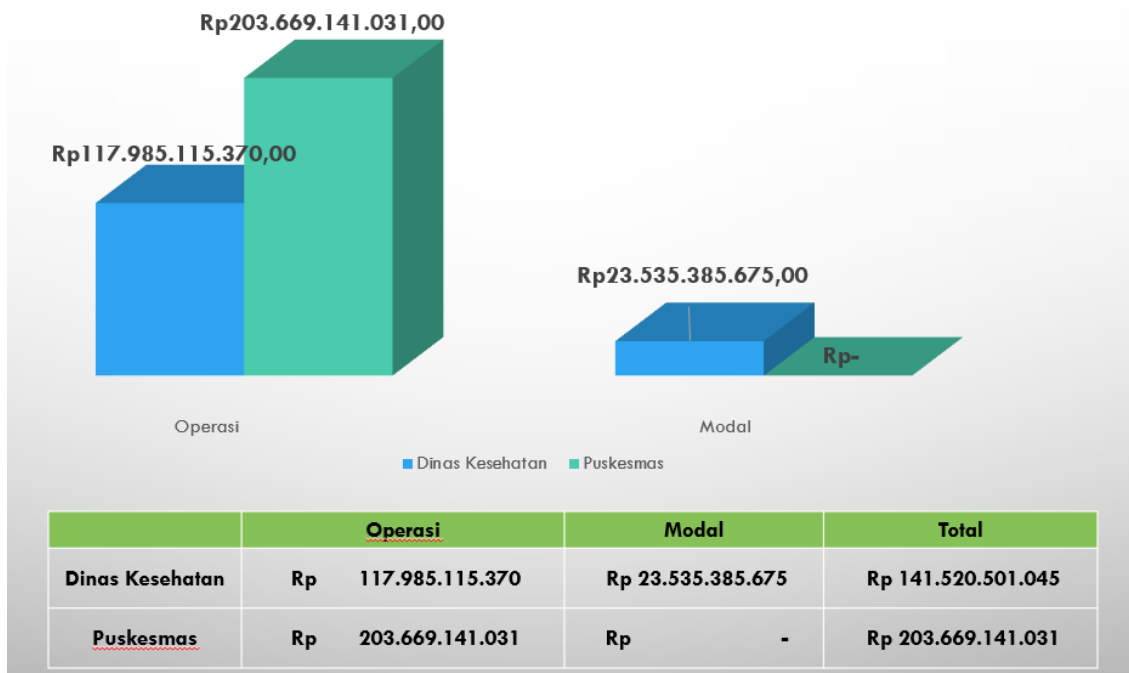 Rp203.669.141.031,00
Rp117.985.115.370,00
Rp23.535.385.675,00
Rp-
Operasi Modal
Dinas Kesehatan Puskesmas
Operasi Modal Total
Dinas Kesehatan Rp 117.985.115.370 Rp 23.535.385.675 Rp 141.520.501.045
Puskesmas Rp 203.669.141.031 Rp - Rp 203.669.141.031